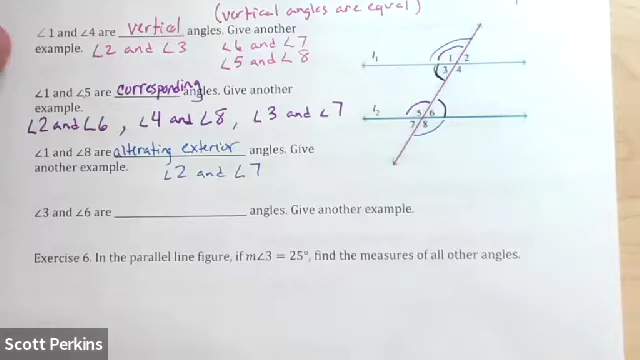 (vertical angles are equal)
∠1 and ∠4 are vertical angles. Give another
example. ∠2 and ∠3 ∠6 and ∠7
∠5 and ∠8
∠1 and ∠5 are corresponding angles. Give another
example.
∠2 and ∠6, ∠4 and ∠8, ∠3 and ∠7
∠1 and ∠8 are alterating exterior angles. Give
another example. ∠2 and ∠7
∠3 and ∠6 are ____________ angles. Give another example.
Exercise 6. In the parallel line figure, if m∠3 = 25°, find the measures of all other angles.
l₁ 1 2
3 4
l₂ 5 6
7 8
Scott Perkins